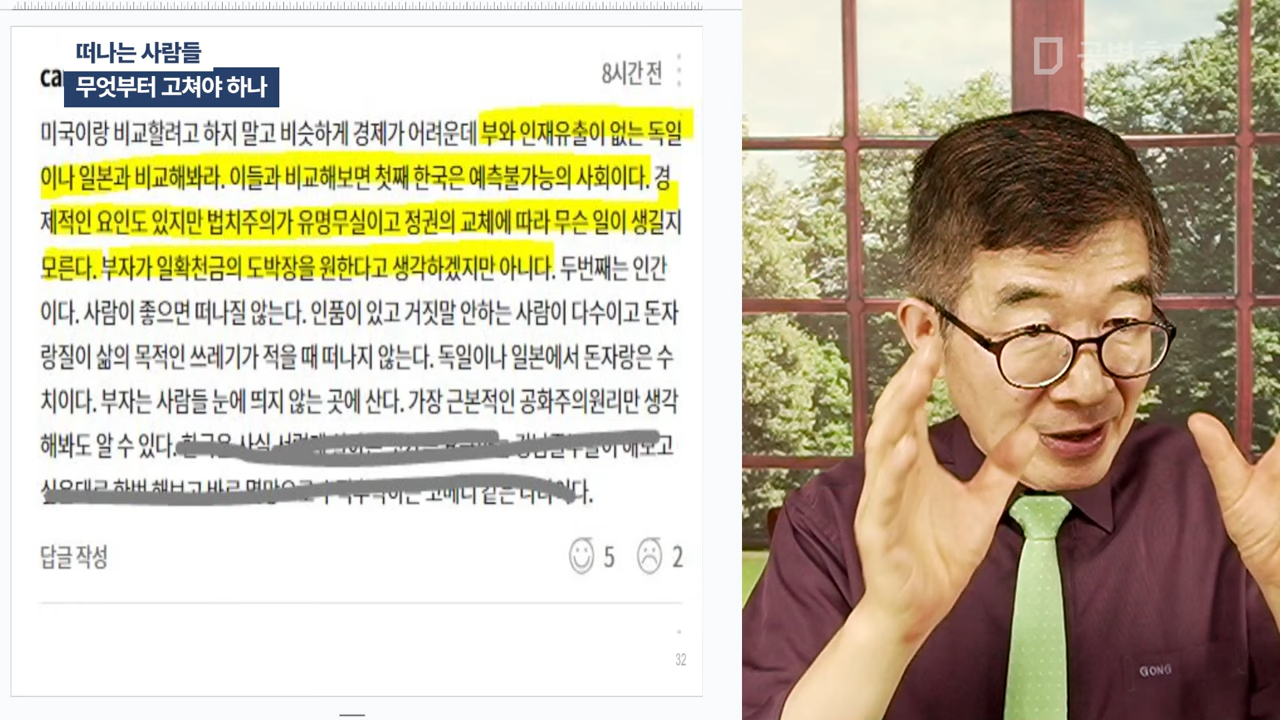 떠나는 사람들
무엇부터 고쳐야 하나
ca
8시간 전
미국이랑 비교할려고 하지 말고 비슷하게 경제가 어려운데 부와 인재유출이 없는 독일
이나 일본과 비교해봐라. 이들과 비교해보면 첫째 한국은 예측불가능의 사회이다. 경
제적인 요인도 있지만 법치주의가 유명무실이고 정권의 교체에 따라 무슨 일이 생길지
모른다. 부자가 일확천금의 도박장을 원한다고 생각하겠지만 아니다. 두번째는 인간
이다. 사람이 좋으면 떠나질 않는다. 인품이 있고 거짓말 안하는 사람이 다수이고 돈자
랑질이 삶의 목적인 쓰레기가 적을 때 떠나지 않는다. 독일이나 일본에서 돈자랑은 수
치이다. 부자는 사람들 눈에 띄지 않는 곳에 산다. 가장 근본적인 공화주의원리만 생각
해봐도 알 수 있다. 해보고
답글 작성
5
2
32
공병호TV
GONG